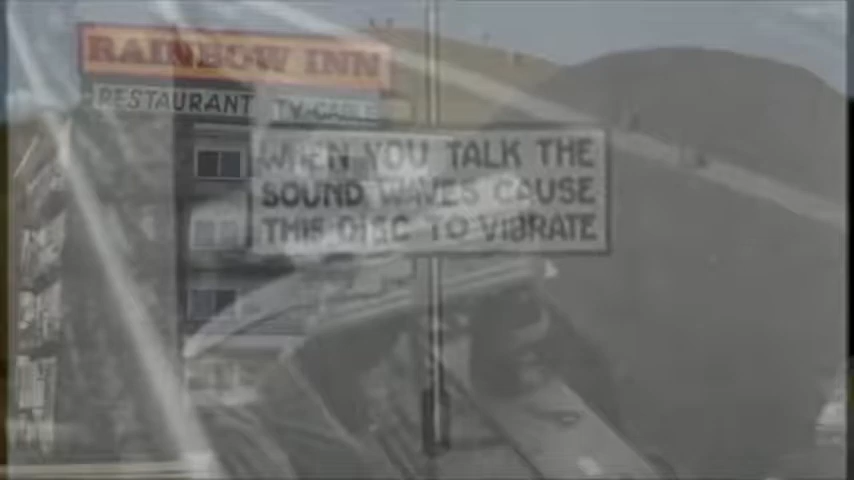 RAINBOW INN
RESTAURANT TV-CABLE
WHEN YOU TALK THE
SOUND WAVES CAUSE
THIS DISC TO VIBRATE